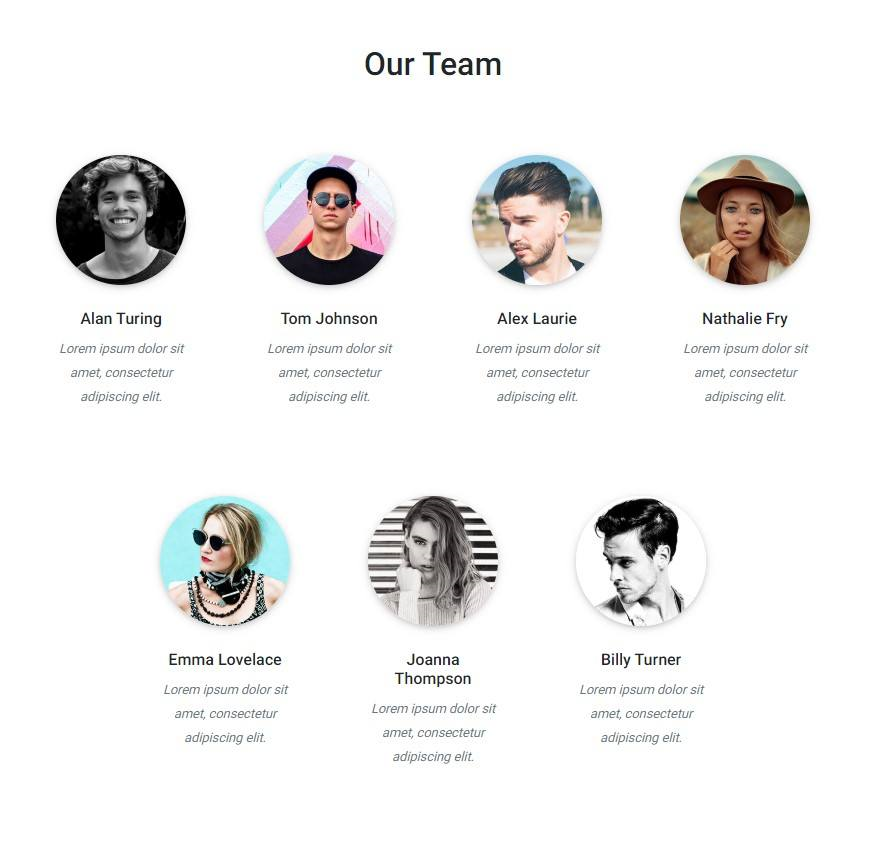 Our Team
Alan Turing
Lorem ipsum dolor sit
amet, consectetur
adipiscing elit.
Tom Johnson
Lorem ipsum dolor sit
amet, consectetur
adipiscing elit.
Alex Laurie
Lorem ipsum dolor sit
amet, consectetur
adipiscing elit.
Nathalie Fry
Lorem ipsum dolor sit
amet, consectetur
adipiscing elit.
Emma Lovelace
Lorem ipsum dolor sit
amet, consectetur
adipiscing elit.
Joanna
Thompson
Lorem ipsum dolor sit
amet, consectetur
adipiscing elit.
Billy Turner
Lorem ipsum dolor sit
amet, consectetur
adipiscing elit.